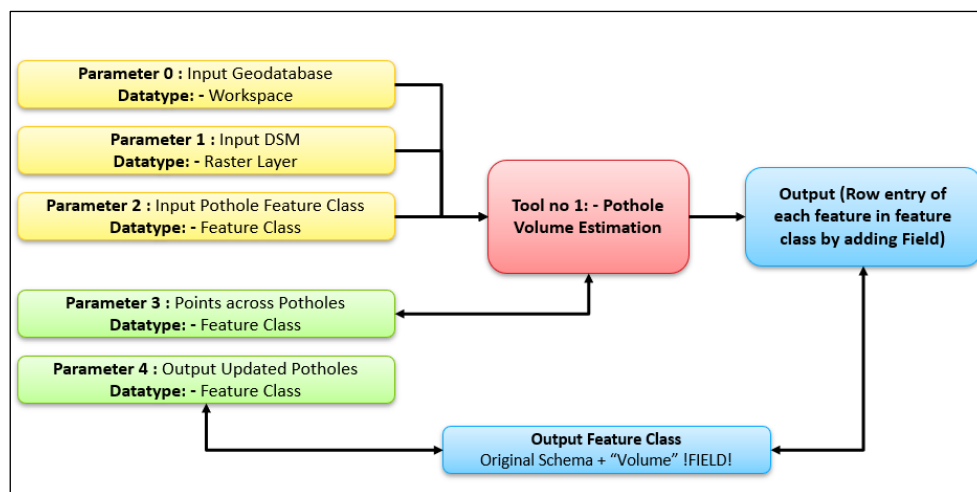 Parameter 0 : Input Geodatabase
Datatype: - Workspace
Parameter 1 : Input DSM
Datatype: - Raster Layer
Parameter 2 : Input Pothole Feature Class
Datatype: - Feature Class
Tool no 1: - Pothole
Volume Estimation
Output (Row entry of
each feature in feature
class by adding Field)
Parameter 3 : Points across Potholes
Datatype: - Feature Class
Parameter 4 : Output Updated Potholes
Datatype: - Feature Class
Output Feature Class
Original Schema + “Volume” !FIELD!